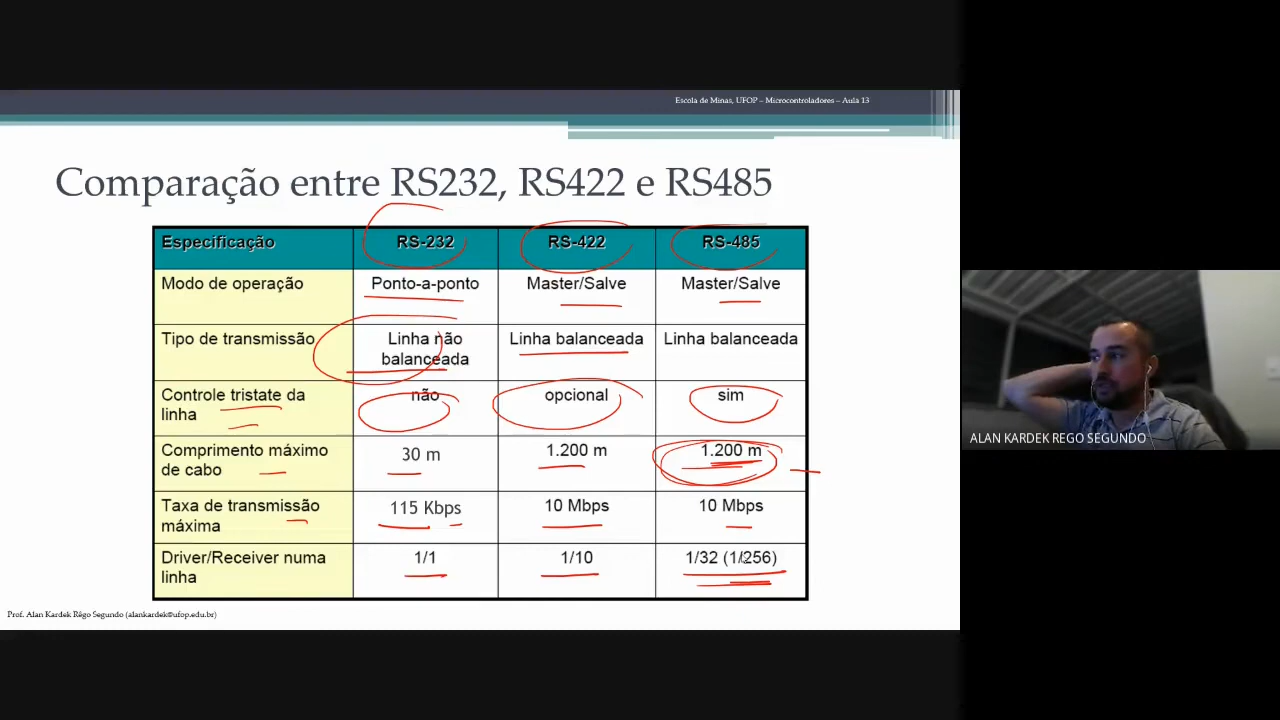 Escola de Minas, UFOP – Microcontroladores – Aula 13
Comparação entre RS232, RS422 e RS485
Especificação RS-232 RS-422 RS-485
Modo de operação Ponto-a-ponto Master/Salve Master/Salve
Tipo de transmissão Linha não balanceada Linha balanceada Linha balanceada
Controle tristate da linha não opcional sim
Comprimento máximo de cabo 30 m 1.200 m 1.200 m
Taxa de transmissão máxima 115 Kbps 10 Mbps 10 Mbps
Driver/Receiver numa linha 1/1 1/10 1/32 (1/256)
Prof. Alan Kardek Rêgo Segundo (alankardek@ufop.edu.br)
ALAN KARDEK REGO SEGUNDO